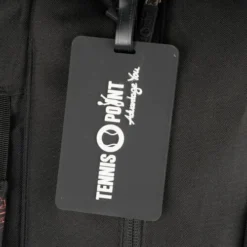 TENNIS POINT
Advantage You.